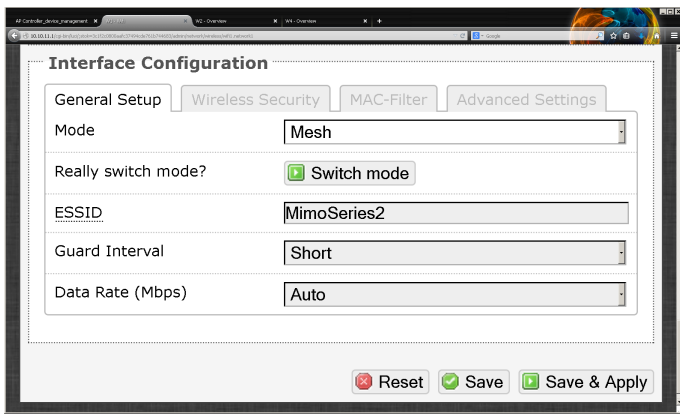 AP Controller_device_management × × W2 - Overview × W4 - Overview × +
Google
Interface Configuration
General Setup Wireless Security MAC-Filter Advanced Settings
Mode Mesh
Really switch mode? Switch mode
ESSID MimoSeries2
Guard Interval Short
Data Rate (Mbps) Auto
Reset Save Save & Apply